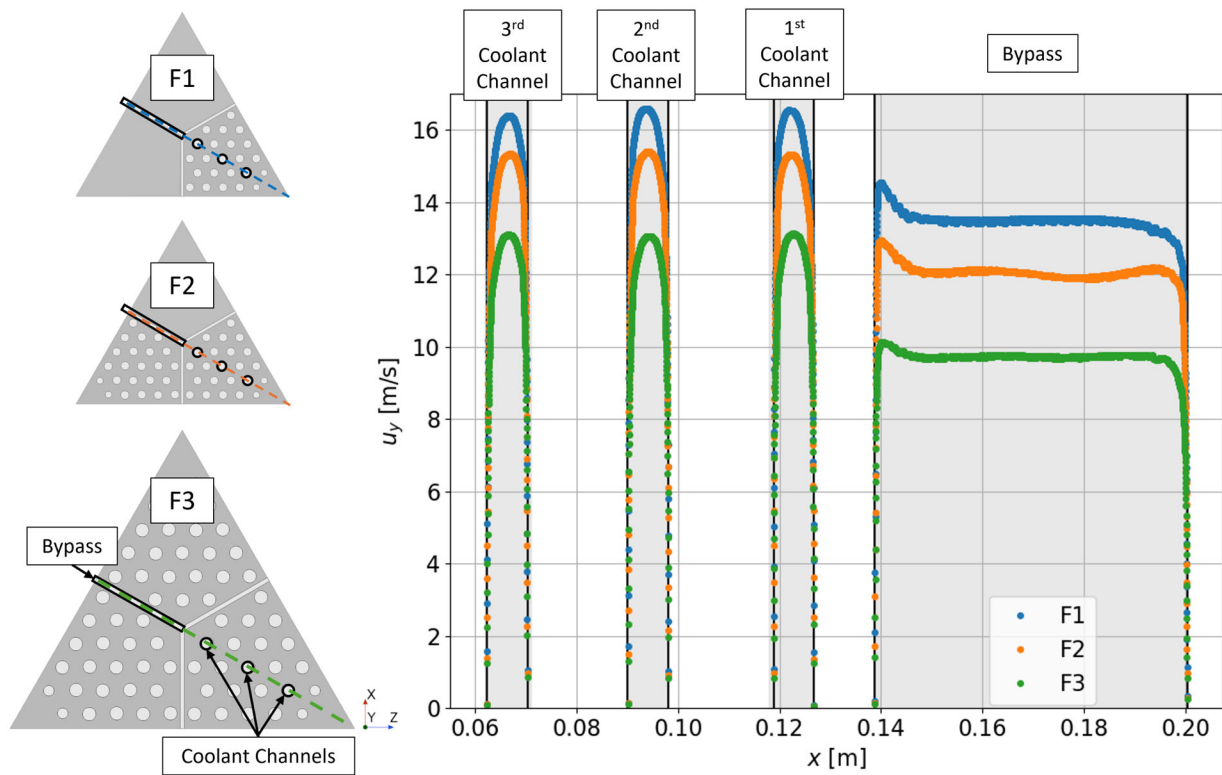 F1
F2
F3
Bypass
Coolant Channels
X
Y
Z
3rd
Coolant
Channel
2nd
Coolant
Channel
1st
Coolant
Channel
Bypass
u_y [m/s]
16
14
12
10
8
6
4
2
0
0.06
0.08
0.10
0.12
0.14
0.16
0.18
0.20
x [m]
F1
F2
F3